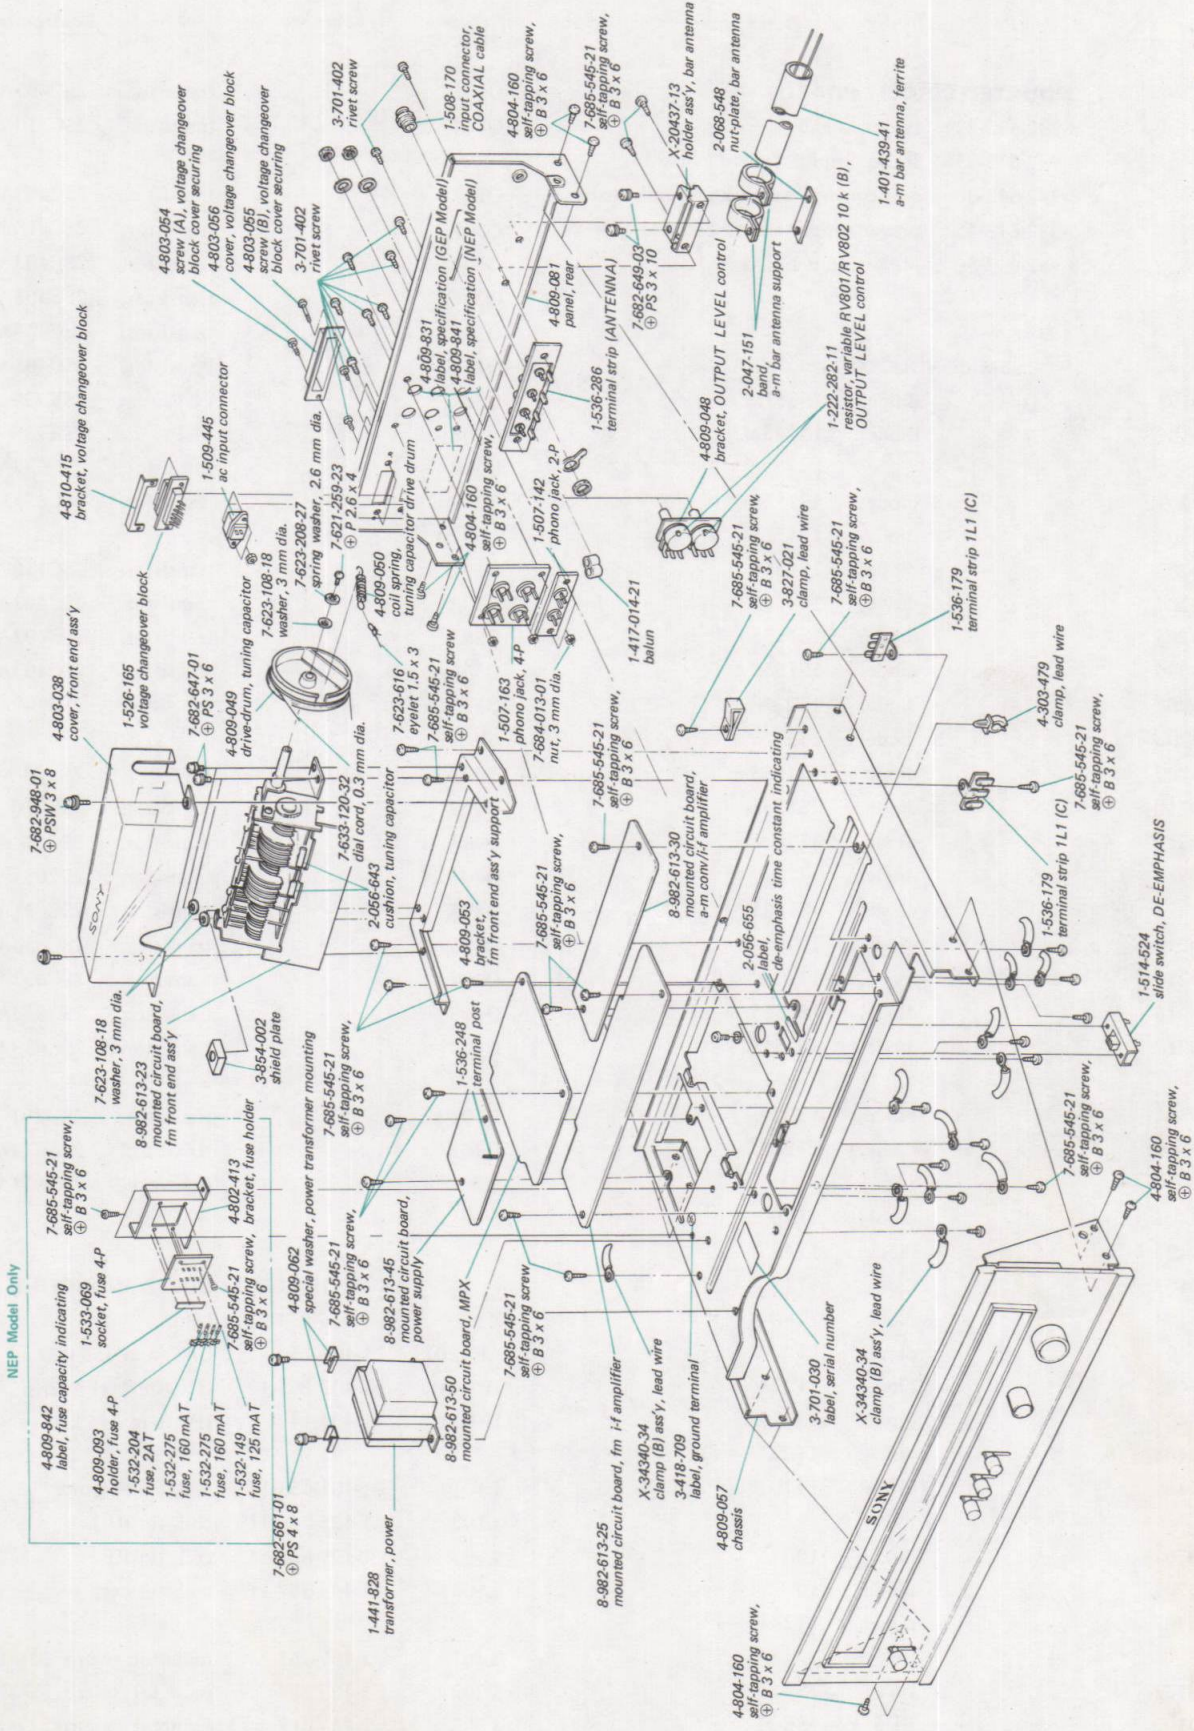 NEP Model Only
4-809-842
label, fuse capacity indicating
4-809-093
holder, fuse 4-P
1-532-204
fuse, 2AT
1-532-275
fuse, 160 mAT
1-532-275
fuse, 160 mAT
1-532-149
fuse, 125 mAT
1-533-069
socket, fuse 4-P
7-685-545-21
self-tapping screw,
⊕ B 3 x 6
7-685-545-21
self-tapping screw,
⊕ B 3 x 6
4-802-413
bracket, fuse holder
7-682-661-01
⊕ PS 4 x 8
1-441-828
transformer, power
4-809-062
special washer, power transformer mounting
7-685-545-21
self-tapping screw,
⊕ B 3 x 6
8-982-613-45
mounted circuit board,
power supply
8-982-613-50
mounted circuit board, MPX
7-685-545-21
self-tapping screw
⊕ B 3 x 6
8-982-613-25
mounted circuit board, fm i-f amplifier
X-34340-34
clamp (B) ass'y, lead wire
3-418-709
label, ground terminal
4-809-057
chassis
4-804-160
self-tapping screw,
⊕ B 3 x 6
7-682-948-01
⊕ PSW 3 x 8
4-803-038
cover, front end ass'y
SONY
7-623-108-18
washer, 3 mm dia.
8-982-613-23
mounted circuit board,
fm front end ass'y
3-854-002
shield plate
7-685-545-21
self-tapping screw,
⊕ B 3 x 6
1-536-248
terminal post
4-809-053
bracket,
fm front end ass'y support
2-056-643
cushion, tuning capacitor
7-633-120-32
dial cord, 0.3 mm dia.
7-682-647-01
⊕ PS 3 x 6
4-809-049
drive-drum, tuning capacitor
1-526-165
voltage changeover block
4-810-415
bracket, voltage changeover block
1-509-445
ac input connector
7-623-108-18
washer, 3 mm dia.
7-623-208-27
spring washer, 2.6 mm dia.
7-621-259-23
⊕ P 2.6 x 4
4-809-050
coil spring,
tuning capacitor drive drum
7-623-616
eyelet 1.5 x 3
7-685-545-21
self-tapping screw
⊕ B 3 x 6
4-804-160
self-tapping screw,
⊕ B 3 x 6
1-507-163
phono jack, 4-P
7-684-013-01
nut, 3 mm dia.
1-507-142
phono jack, 2-P
1-417-014-21
balun
7-685-545-21
self-tapping screw,
⊕ B 3 x 6
7-685-545-21
self-tapping screw,
⊕ B 3 x 6
8-982-613-30
mounted circuit board,
a-m conv/i-f amplifier
2-056-655
label,
de-emphasis time constant indicating
4-803-054
screw (A), voltage changeover
block cover securing
4-803-056
cover, voltage changeover block
4-803-055
screw (B), voltage changeover
block cover securing
3-701-402
rivet screw
3-701-402
rivet screw
1-508-170
input connector,
COAXIAL cable
4-804-160
self-tapping screw,
⊕ B 3 x 6
7-685-545-21
self-tapping screw,
⊕ B 3 x 6
X-20437-13
holder ass'y, bar antenna
2-068-548
nut-plate, bar antenna
1-401-439-41
a-m bar antenna, ferrite
4-809-831
label, specification (GEP Model)
4-809-841
label, specification (NEP Model)
4-809-081
panel, rear
1-536-286
terminal strip (ANTENNA)
7-682-649-03
⊕ PS 3 x 10
4-809-048
bracket, OUTPUT LEVEL control
2-047-151
band,
a-m bar antenna support
1-222-282-11
resistor, variable RV801/RV802 10 k (B),
OUTPUT LEVEL control
7-685-545-21
self-tapping screw,
⊕ B 3 x 6
3-827-021
clamp, lead wire
7-685-545-21
self-tapping screw,
⊕ B 3 x 6
1-536-179
terminal strip 1L1 (C)
4-303-479
clamp, lead wire
7-685-545-21
self-tapping screw,
⊕ B 3 x 6
1-536-179
terminal strip 1L1 (C)
1-514-524
slide switch, DE-EMPHASIS
7-685-545-21
self-tapping screw,
⊕ B 3 x 6
4-804-160
self-tapping screw,
⊕ B 3 x 6
3-701-030
label, serial number
X-34340-34
clamp (B) ass'y, lead wire
SONY